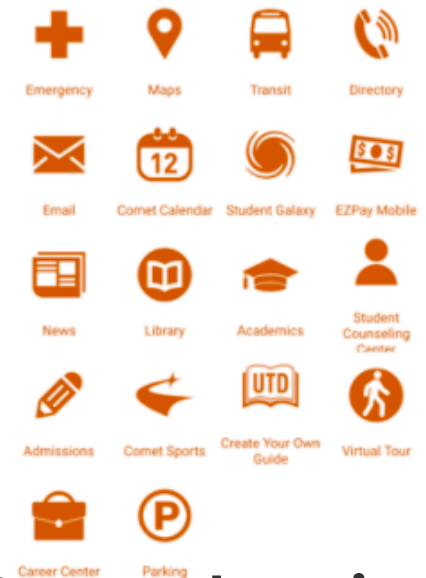 Emergency
Maps
Transit
Directory
12
Email
Comet Calendar
Student Galaxy
$ $
EZPay Mobile
News
Library
Academics
Student
Counseling
Center
UTD
Admissions
Comet Sports
Create Your Own
Guide
Virtual Tour
P
Career Center
Parking